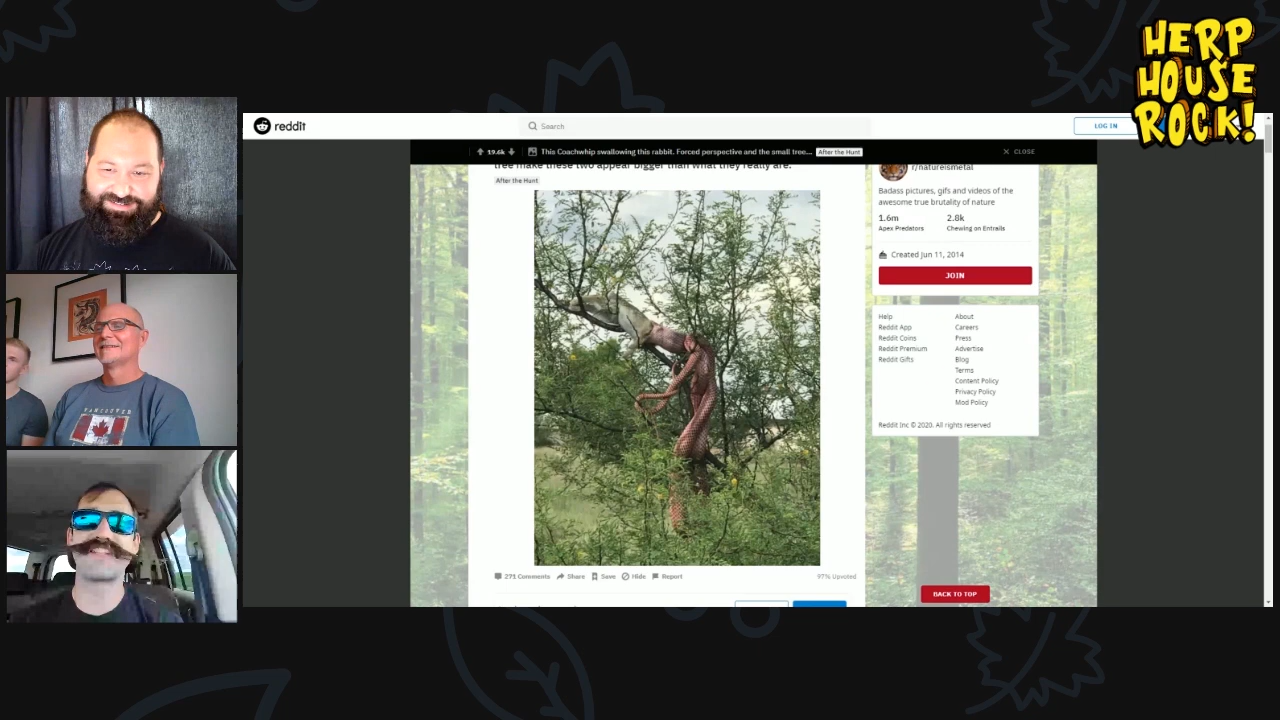 HERP
HOUSE
ROCK!
reddit
Search
LOG IN
19.6k
This Coachwhip swallowing this rabbit. Forced perspective and the small tree...
After the Hunt
CLOSE
tree make these two appear bigger than what they really are.
After the Hunt
r/natureismetal
Badass pictures, gifs and videos of the
awesome true brutality of nature
1.6m
2.8k
Apex Predators
Chewing on Entrails
Created Jun 11, 2014
JOIN
Help
About
Reddit App
Careers
Reddit Coins
Press
Reddit Premium
Advertise
Reddit Gifts
Blog
Terms
Content Policy
Privacy Policy
Mod Policy
Reddit Inc © 2020. All rights reserved
VANCOUVER
271 Comments
Share
Save
Hide
Report
97% Upvoted
BACK TO TOP